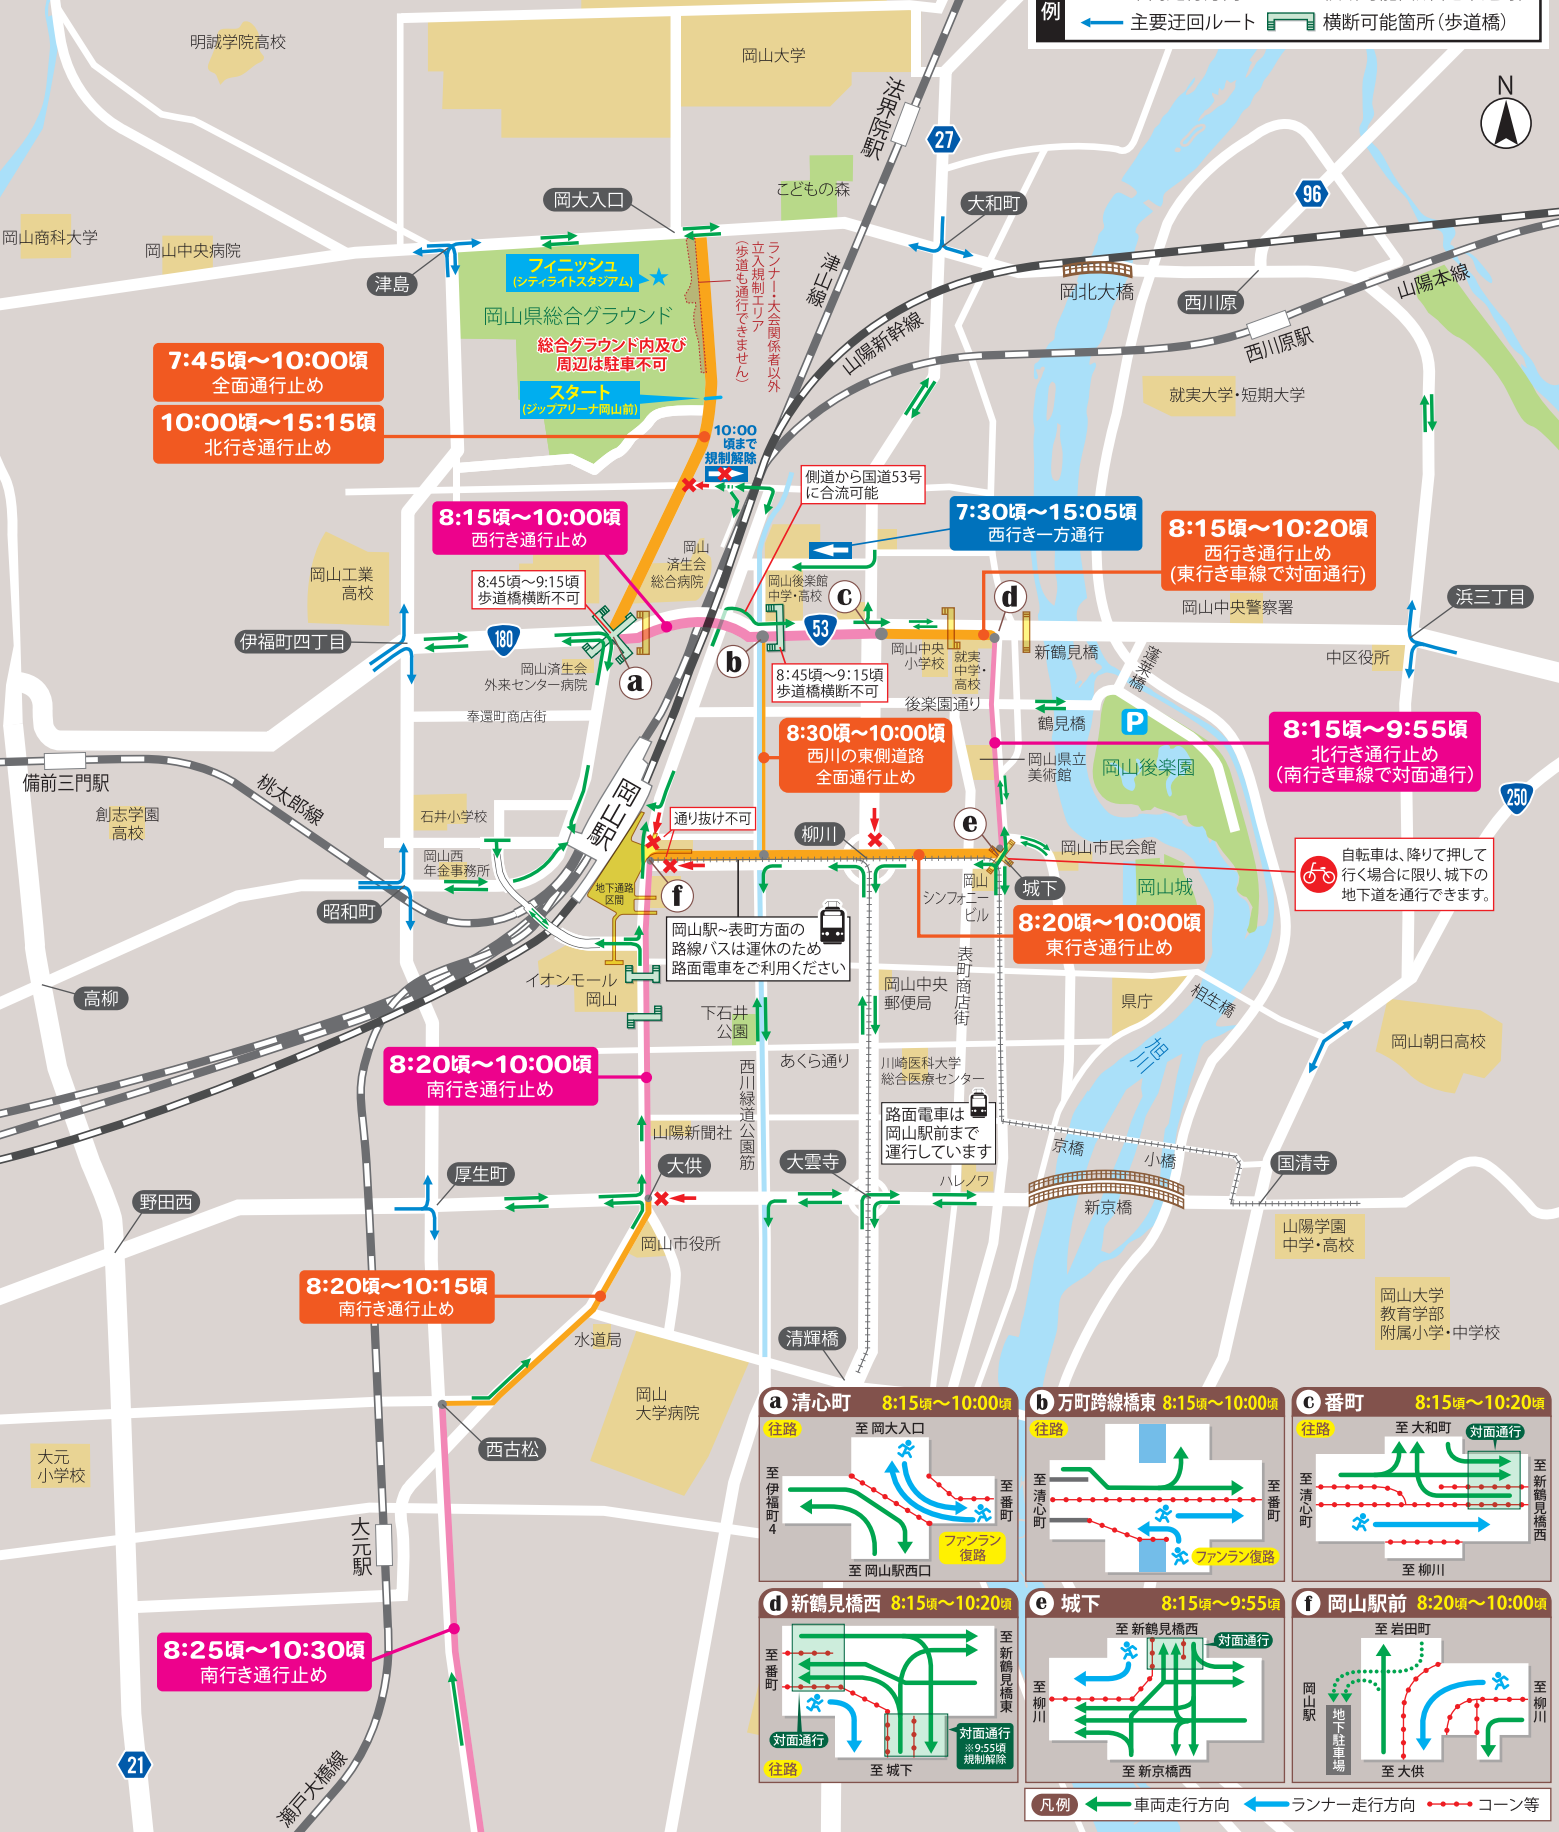 例
主要迂回ルート
横断可能箇所（歩道橋）
N
明誠学院高校
岡山大学
法界院駅
27
96
こどもの森
岡大入口
大和町
岡山商科大学
岡山中央病院
津島
フィニッシュ
(シティライトスタジアム)
岡山県総合グラウンド
総合グラウンド内及び
周辺は駐車不可
スタート
(ジップアリーナ岡山前)
ランナー・大会関係者以外
立入規制エリア
（歩道も通行できません）
津山線
山陽新幹線
岡北大橋
西川原
山陽本線
西川原駅
就実大学・短期大学
7:45頃〜10:00頃
全面通行止め
10:00〜15:15頃
北行き通行止め
10:00
頃まで
規制解除
側道から国道53号
に合流可能
8:15頃〜10:00頃
西行き通行止め
7:30頃〜15:05頃
西行き一方通行
8:15頃〜10:20頃
西行き通行止め
(東行き車線で対面通行)
岡山工業
高校
8:45頃〜9:15頃
歩道橋横断不可
岡山
済生会
総合病院
岡山後楽館
中学・高校
c
d
岡山中央警察署
浜三丁目
伊福町四丁目
180
53
b
a
岡山済生会
外来センター病院
岡山中央
小学校
就実
中学・
高校
新鶴見橋
蓬莱橋
中区役所
8:45頃〜9:15頃
歩道橋横断不可
奉還町商店街
後楽園通り
鶴見橋
P
8:30頃〜10:00頃
西川の東側道路
全面通行止め
8:15頃〜9:55頃
北行き通行止め
(南行き車線で対面通行)
岡山県立
美術館
岡山後楽園
備前三門駅
桃太郎線
創志学園
高校
石井小学校
岡山駅
通り抜け不可
柳川
e
250
岡山西
年金事務所
岡山市民会館
自転車は、降りて押して
行く場合に限り、城下の
地下道を通行できます。
地下通路
区間
f
岡山
シンフォニー
ビル
城下
岡山城
昭和町
岡山駅~表町方面の
路線バスは運休のため
路面電車をご利用ください
8:20頃〜10:00頃
東行き通行止め
表町商店街
イオンモール
岡山
高柳
下石井
公園
岡山中央
郵便局
県庁
相生橋
岡山朝日高校
旭川
8:20頃〜10:00頃
南行き通行止め
あくら通り
西川緑道公園筋
川崎医科大学
総合医療センター
路面電車は
岡山駅前まで
運行しています
山陽新聞社
京橋
小橋
国清寺
大供
大雲寺
厚生町
野田西
ハレノワ
新京橋
岡山市役所
山陽学園
中学・高校
8:20頃〜10:15頃
南行き通行止め
水道局
清輝橋
岡山大学
教育学部
附属小学・中学校
岡山
大学病院
西古松
大元
小学校
大元駅
8:25頃〜10:30頃
南行き通行止め
21
瀬戸大橋線
a 清心町 8:15頃〜10:00頃
往路
至 岡大入口
至 伊福町4
至 番町
ファンラン
復路
至 岡山駅西口
b 万町跨線橋東 8:15頃〜10:00頃
往路
至 清心町
至 番町
ファンラン復路
c 番町 8:15頃〜10:20頃
往路
至 大和町
対面通行
至 清心町
至 新鶴見橋西
至 柳川
d 新鶴見橋西 8:15頃〜10:20頃
至 番町
至 新鶴見橋東
対面通行
対面通行
※9:55頃
規制解除
往路
至 城下
e 城下 8:15頃〜9:55頃
至 新鶴見橋西
対面通行
至 柳川
至 新京橋西
f 岡山駅前 8:20頃〜10:00頃
至 岩田町
岡山駅
至 柳川
地下駐車場
至 大供
凡例
車両走行方向
ランナー走行方向
コーン等